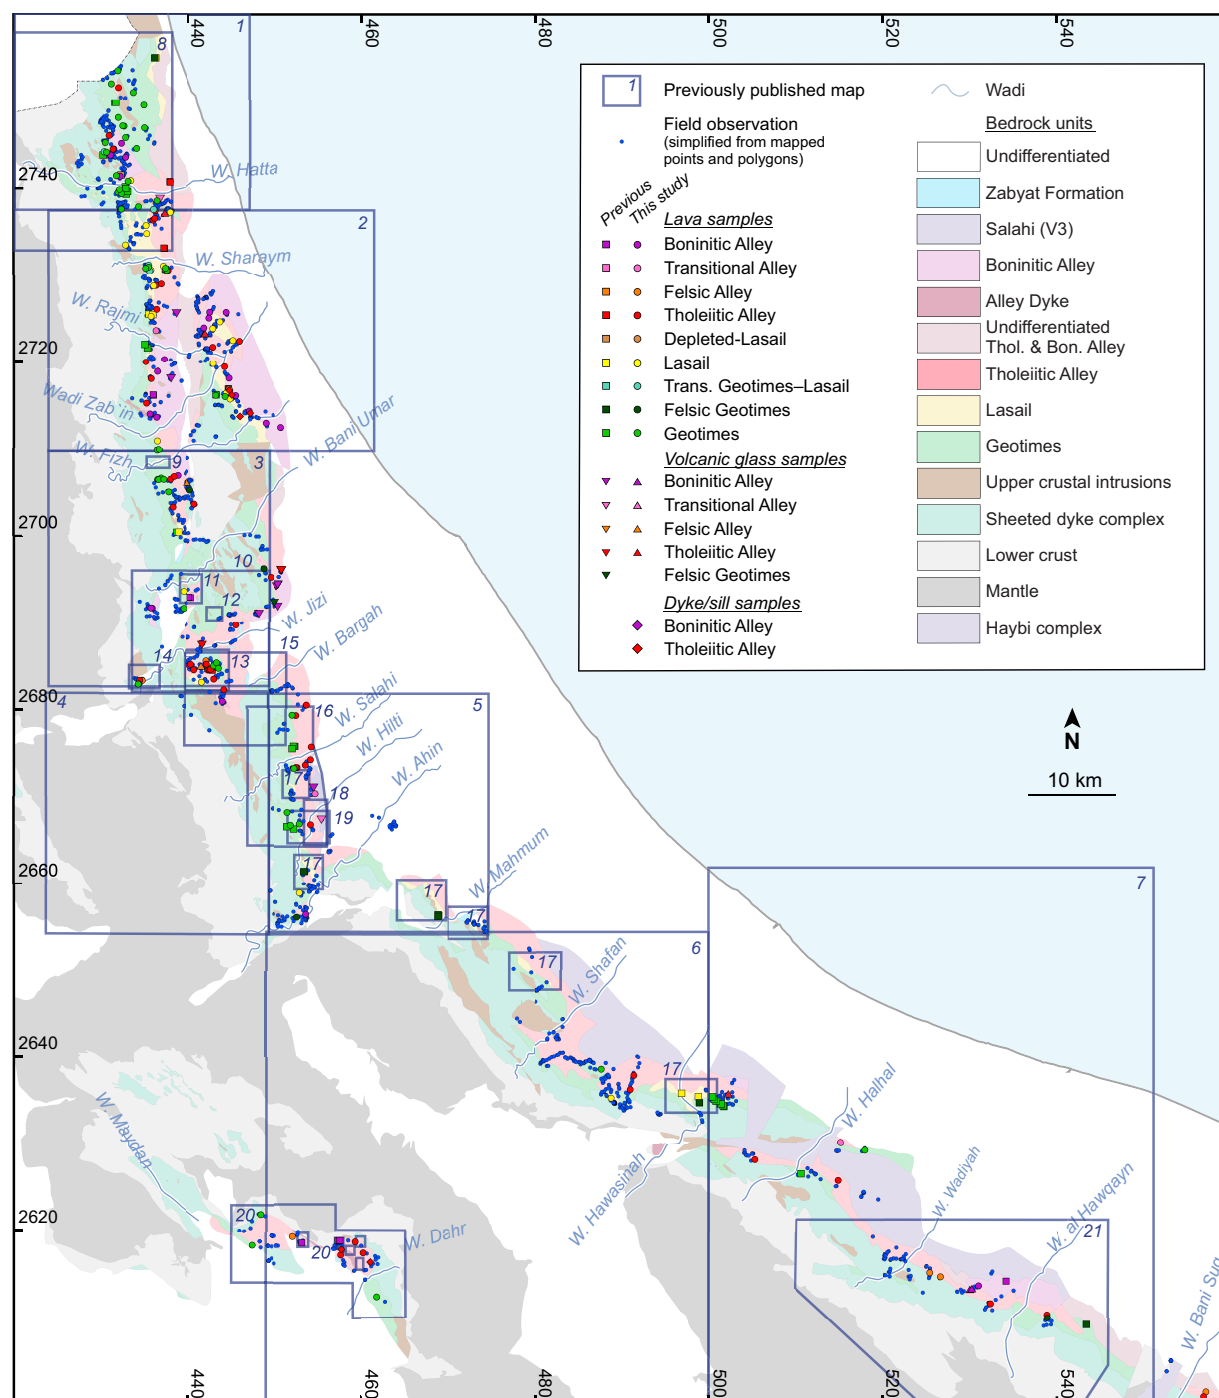 440
460
480
500
520
540
1
8
W. Hatta
2740
2
W. Sharaym
W. Rajmi
2720
Wadi Zab'in
W. Fizh
W. Bani Umar
9
3
2700
10
11
12
W. Jizi
W. Bargah
15
14
13
2680
4
5
16
W. Salahi
W. Hilti
W. Ahin
17
18
19
17
2660
17
W. Mahmum
17
7
6
17
W. Shafan
2640
17
W. Halhal
W. Maydan
W. Hawasinah
W. Wadiyah
W. al Hawqayn
2620
20
20
W. Dahr
21
W. Bani Suq
440
460
480
500
520
540
1
Previously published map
Field observation
(simplified from mapped
points and polygons)
Previous
This study
Lava samples
Boninitic Alley
Transitional Alley
Felsic Alley
Tholeiitic Alley
Depleted-Lasail
Lasail
Trans. Geotimes–Lasail
Felsic Geotimes
Geotimes
Volcanic glass samples
Boninitic Alley
Transitional Alley
Felsic Alley
Tholeiitic Alley
Felsic Geotimes
Dyke/sill samples
Boninitic Alley
Tholeiitic Alley
Wadi
Bedrock units
Undifferentiated
Zabyat Formation
Salahi (V3)
Boninitic Alley
Alley Dyke
Undifferentiated
Thol. & Bon. Alley
Tholeiitic Alley
Lasail
Geotimes
Upper crustal intrusions
Sheeted dyke complex
Lower crust
Mantle
Haybi complex
N
10 km